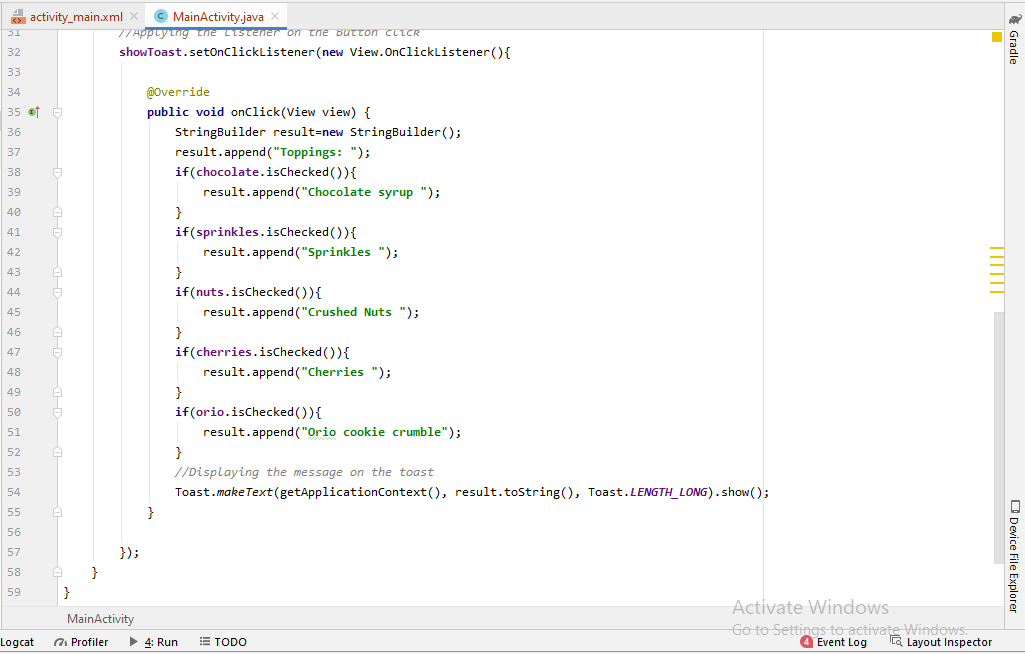 activity_main.xml MainActivity.java
31 //Applying the Listener on the Button click
32 showToast.setOnClickListener(new View.OnClickListener(){
33
34 @Override
35 public void onClick(View view) {
36 StringBuilder result=new StringBuilder();
37 result.append("Toppings: ");
38 if(chocolate.isChecked()){
39 result.append("Chocolate syrup ");
40 }
41 if(sprinkles.isChecked()){
42 result.append("Sprinkles ");
43 }
44 if(nuts.isChecked()){
45 result.append("Crushed Nuts ");
46 }
47 if(cherries.isChecked()){
48 result.append("Cherries ");
49 }
50 if(orio.isChecked()){
51 result.append("Orio cookie crumble");
52 }
53 //Displaying the message on the toast
54 Toast.makeText(getApplicationContext(), result.toString(), Toast.LENGTH_LONG).show();
55 }
56
57 });
58 }
59 }
MainActivity
Gradle
Device File Explorer
Activate Windows
Go to Settings to activate Windows.
Logcat Profiler 4: Run TODO 4 Event Log Layout Inspector